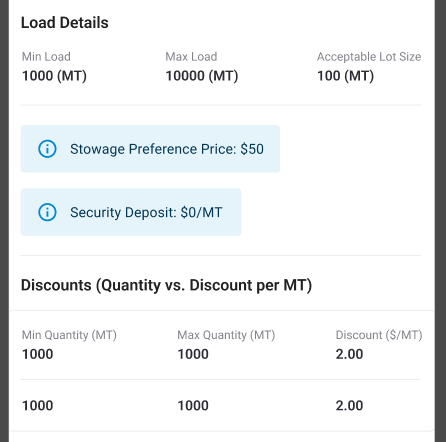 Load Details
Min Load Max Load Acceptable Lot Size
1000 (MT) 10000 (MT) 100 (MT)
Stowage Preference Price: $50
Security Deposit: $0/MT
Discounts (Quantity vs. Discount per MT)
Min Quantity (MT) Max Quantity (MT) Discount ($/MT)
1000 1000 2.00
1000 1000 2.00